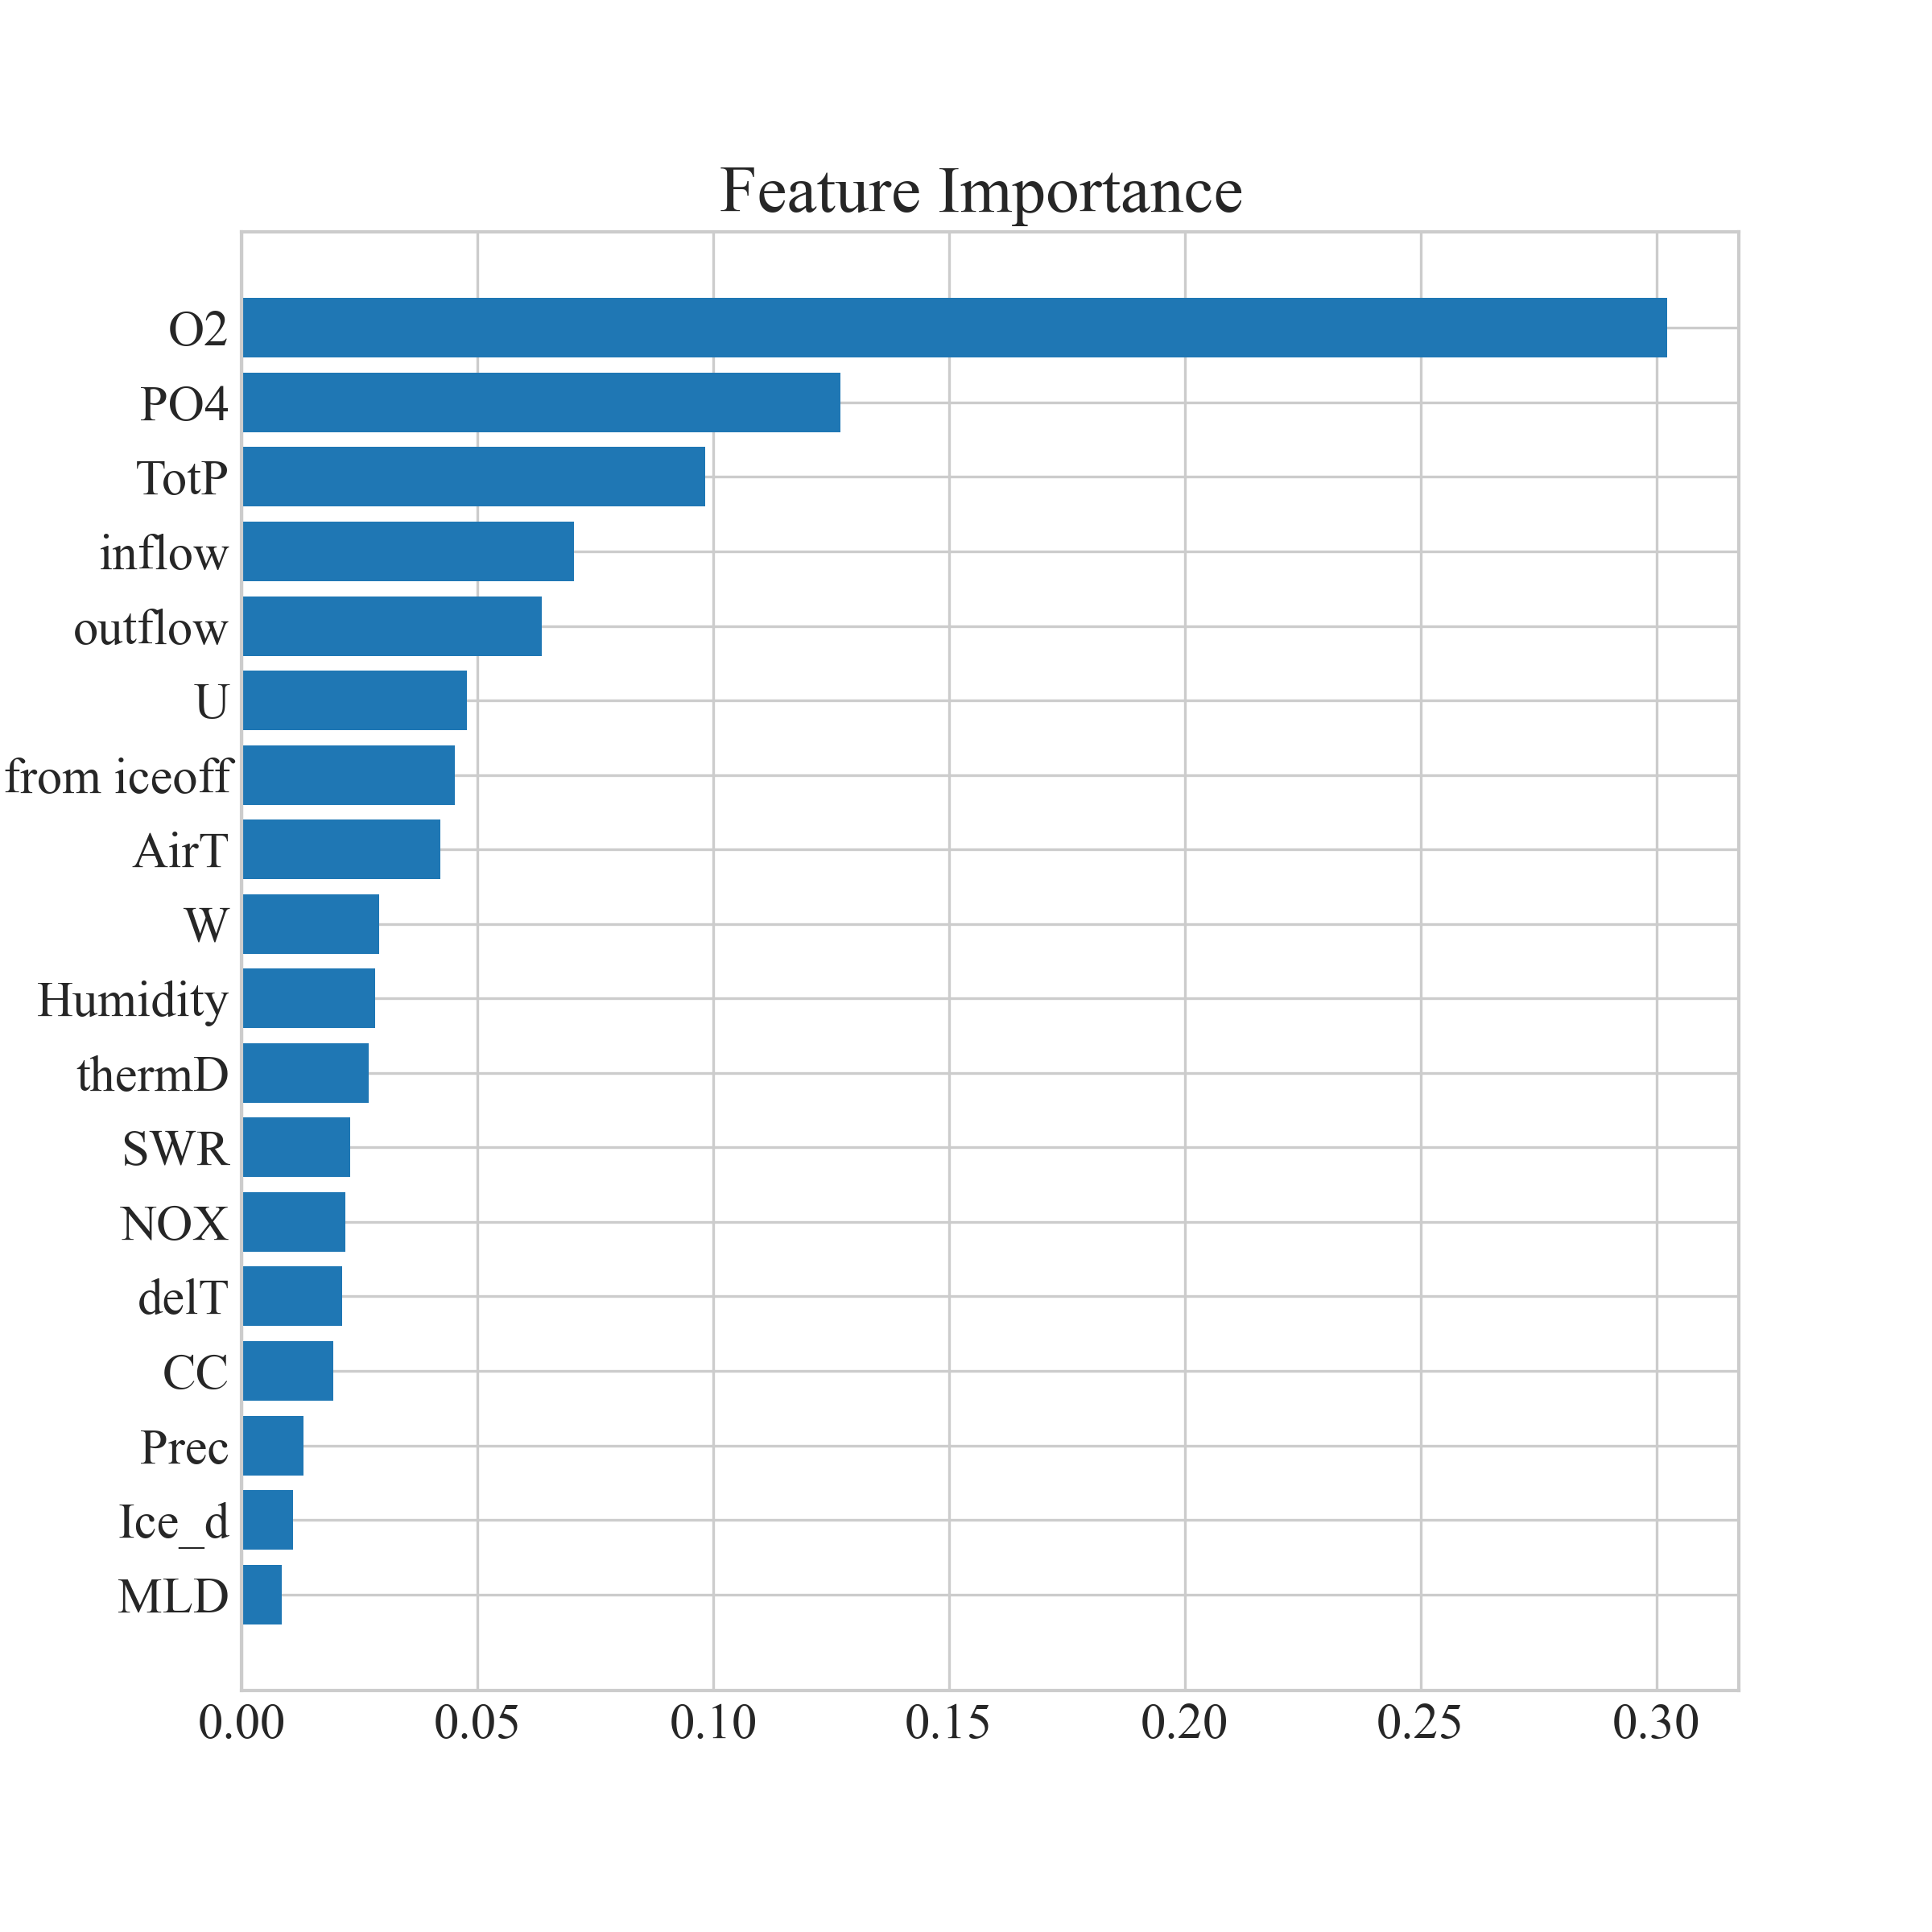 Feature Importance
O2
PO4
TotP
inflow
outflow
U
from iceoff
AirT
W
Humidity
thermD
SWR
NOX
delT
CC
Prec
Ice_d
MLD
0.00 0.05 0.10 0.15 0.20 0.25 0.30